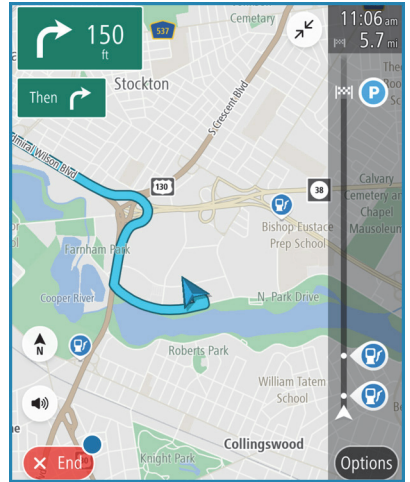 150
ft
Then
537
Cemetery
11:06 am
5.7 mi
Stockton
S Crescent Blvd
P
Admiral Wilson Blvd
130
38
Calvary
Cemetery
Chapel
Mausoleum
Bishop Eustace
Prep School
Farnham Park
Cooper River
N. Park Drive
N
Roberts Park
William Tatem
School
Collingswood
Knight Park
End
Options